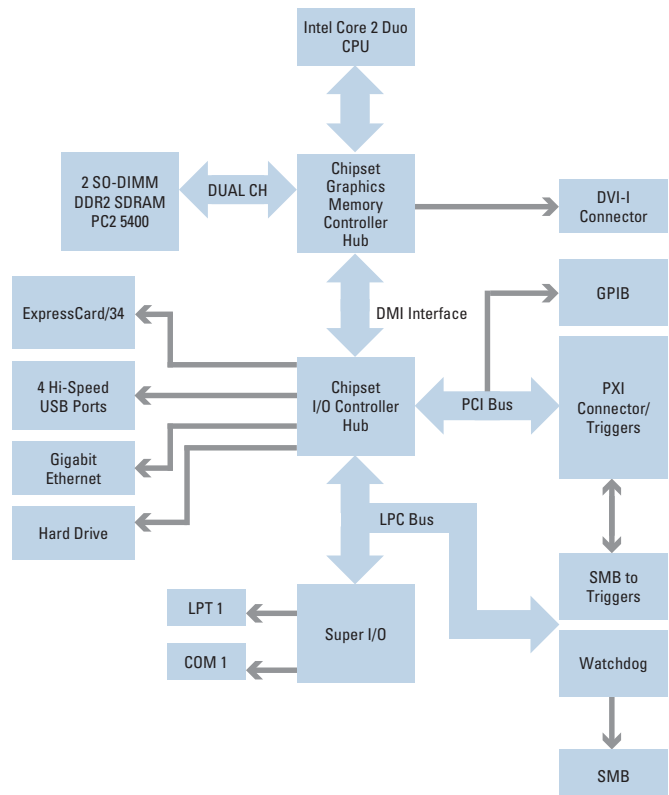 Intel Core 2 Duo
CPU
2 SO-DIMM
DDR2 SDRAM
PC2 5400
DUAL CH
Chipset
Graphics
Memory
Controller
Hub
DVI-I
Connector
DMI Interface
GPIB
ExpressCard/34
4 Hi-Speed
USB Ports
Chipset
I/O Controller
Hub
PCI Bus
PXI
Connector/
Triggers
Gigabit
Ethernet
Hard Drive
LPC Bus
LPT 1
COM 1
Super I/O
SMB to
Triggers
Watchdog
SMB